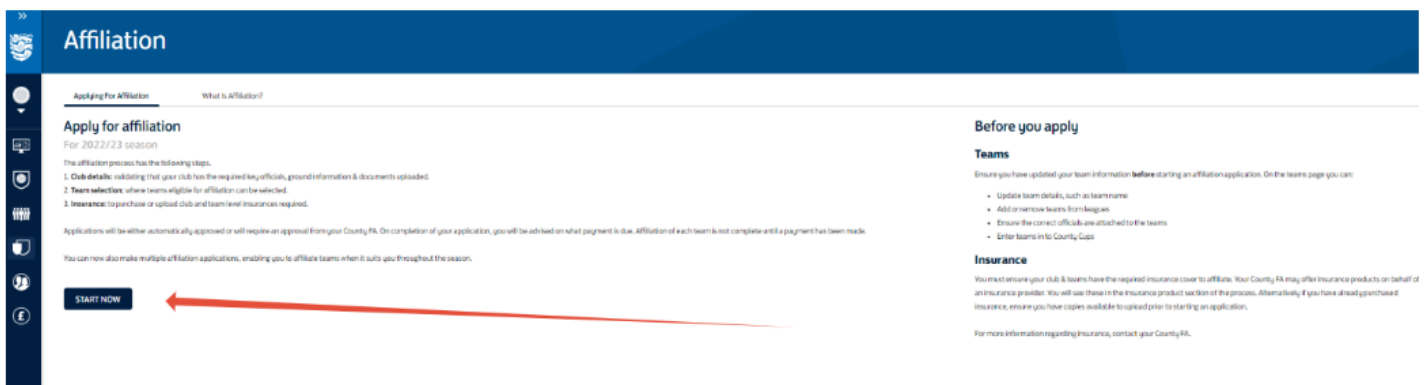 Affiliation
Applying For Affiliation
What Is Affiliation?
Apply for affiliation
For 2022/23 season
The affiliation process has the following steps.
1. Club details: validating that your club has the required key officials, ground information & documents uploaded.
2. Team selection: where teams eligible for affiliation can be selected.
3. Insurance: to purchase or upload club and team level insurances required.
Applications will be either automatically approved or will require an approval from your County FA. On completion of your application, you will be advised on what payment is due. Affiliation of each team is not complete until a payment has been made.
You can now also make multiple affiliation applications, enabling you to affiliate teams when it suits you throughout the season.
START NOW
Before you apply
Teams
Ensure you have updated your team information before starting an affiliation application. On the teams page you can:
• Update team details, such as team name
• Add or remove teams from leagues
• Ensure the correct officials are attached to the teams
• Enter teams in to County Cups
Insurance
You must ensure your club & teams have the required insurance cover to affiliate. Your County FA may offer insurance products on behalf of
an insurance provider. You will see these in the insurance product section of the process. Alternatively if you have already purchased
insurance, ensure you have copies available to upload prior to starting an application.
For more information regarding insurance, contact your County FA.